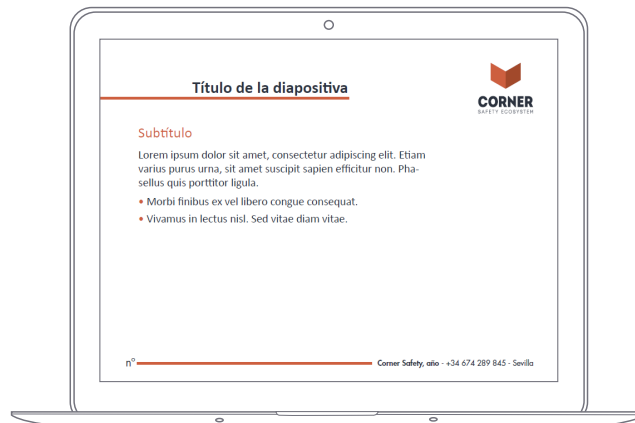 Título de la diapositiva
CORNER
SAFETY ECOSYSTEM
Subtítulo
Lorem ipsum dolor sit amet, consectetur adipiscing elit. Etiam
varius purus urna, sit amet suscipit sapien efficitur non. Pha-
sellus quis porttitor ligula.
• Morbi finibus ex vel libero congue consequat.
• Vivamus in lectus nisl. Sed vitae diam vitae.
nº
Corner Safety, año - +34 674 289 845 - Sevilla